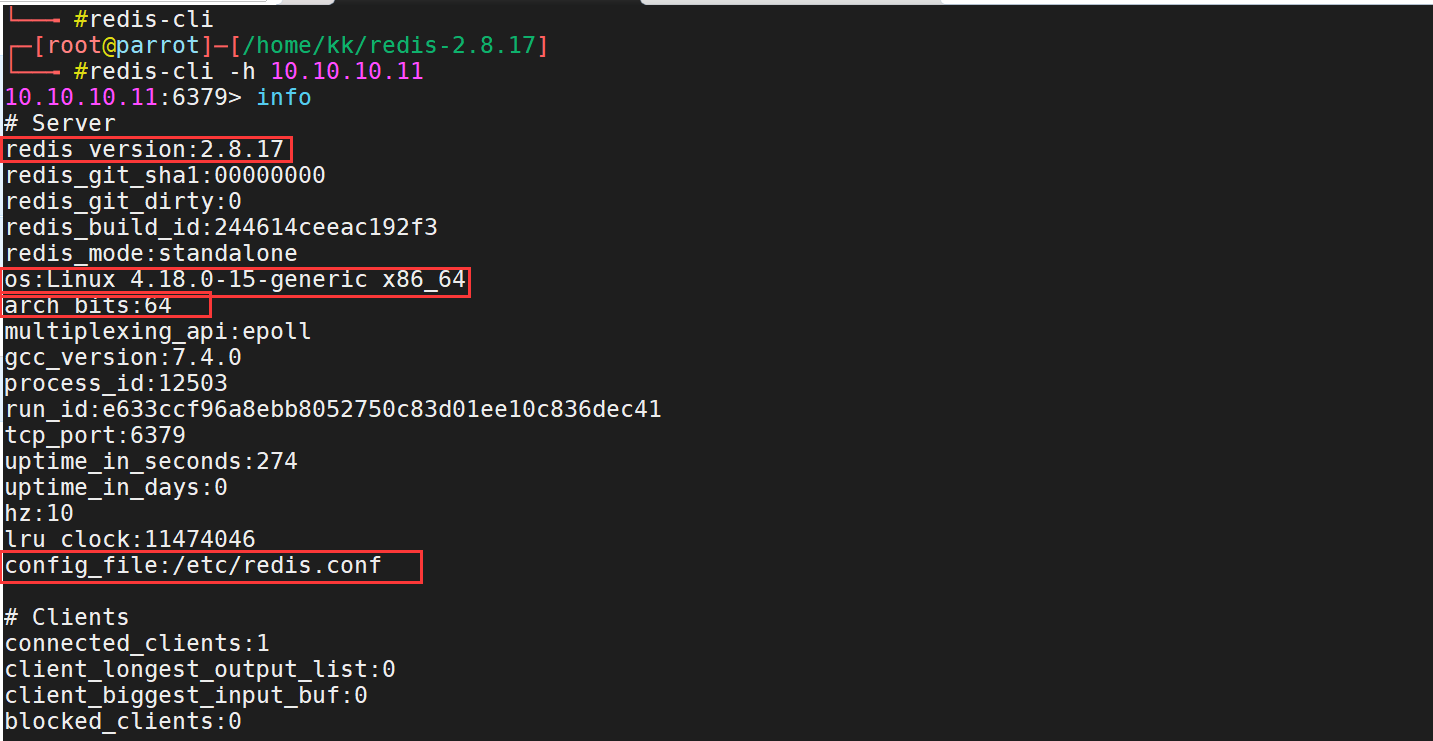 #redis-cli
[root@parrot]─[/home/kk/redis-2.8.17]
#redis-cli -h 10.10.10.11
10.10.10.11:6379> info
# Server
redis_version:2.8.17
redis_git_sha1:00000000
redis_git_dirty:0
redis_build_id:244614ceeac192f3
redis_mode:standalone
os:Linux 4.18.0-15-generic x86_64
arch_bits:64
multiplexing_api:epoll
gcc_version:7.4.0
process_id:12503
run_id:e633ccf96a8ebb8052750c83d01ee10c836dec41
tcp_port:6379
uptime_in_seconds:274
uptime_in_days:0
hz:10
lru_clock:11474046
config_file:/etc/redis.conf
# Clients
connected_clients:1
client_longest_output_list:0
client_biggest_input_buf:0
blocked_clients:0